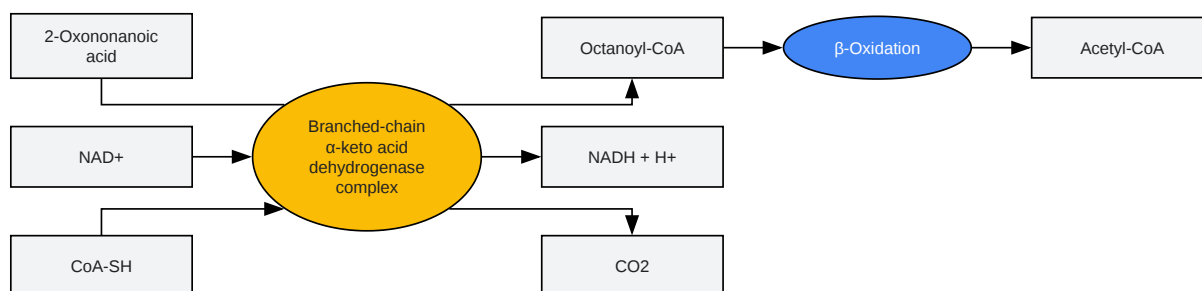 2-Oxononanoic
acid
Octanoyl-CoA
β-Oxidation
Acetyl-CoA
NAD+
Branched-chain
α-keto acid
dehydrogenase
complex
NADH + H+
CoA-SH
CO2